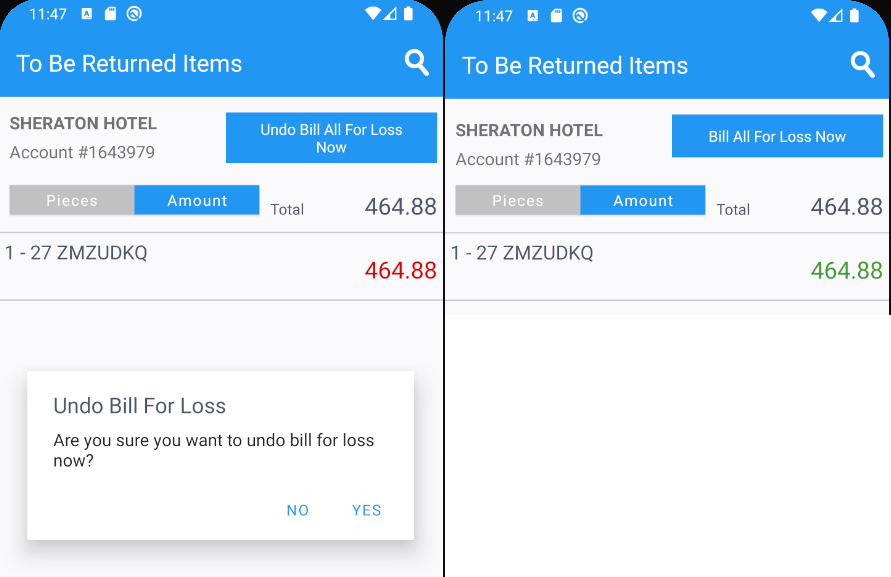 11:47
To Be Returned Items
SHERATON HOTEL
Undo Bill All For Loss
Now
Account #1643979
Pieces
Amount
Total
464.88
1 - 27 ZMZUDKQ
464.88
Undo Bill For Loss
Are you sure you want to undo bill for loss
now?
NO
YES
11:47
To Be Returned Items
SHERATON HOTEL
Bill All For Loss Now
Account #1643979
Pieces
Amount
Total
464.88
1 - 27 ZMZUDKQ
464.88